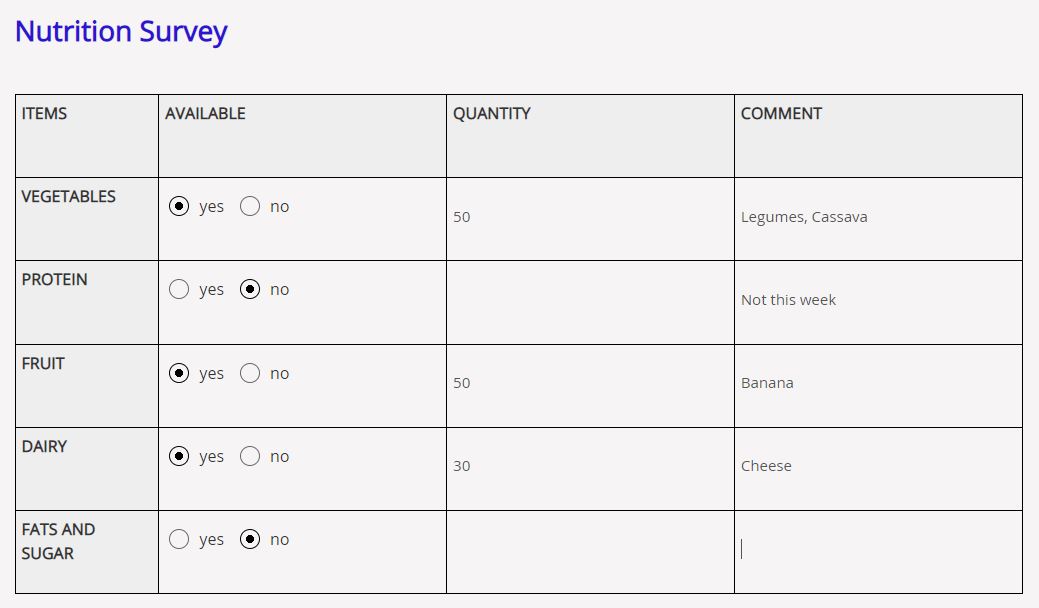 Nutrition Survey
ITEMS AVAILABLE QUANTITY COMMENT
VEGETABLES yes no 50 Legumes, Cassava
PROTEIN yes no Not this week
FRUIT yes no 50 Banana
DAIRY yes no 30 Cheese
FATS AND
SUGAR yes no